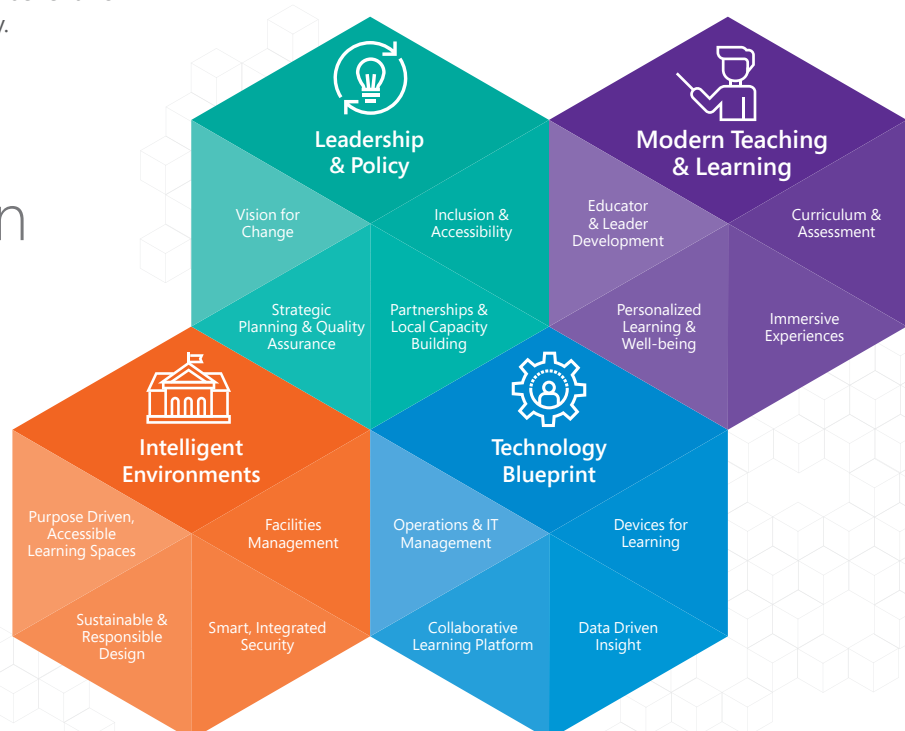 y.
n
Leadership
& Policy
Vision for
Change
Inclusion &
Accessibility
Strategic
Planning & Quality
Assurance
Partnerships &
Local Capacity
Building
Modern Teaching
& Learning
Educator
& Leader
Development
Curriculum &
Assessment
Personalized
Learning &
Well-being
Immersive
Experiences
Intelligent
Environments
Purpose Driven,
Accessible
Learning Spaces
Facilities
Management
Sustainable &
Responsible
Design
Smart, Integrated
Security
Technology
Blueprint
Operations & IT
Management
Devices for
Learning
Collaborative
Learning Platform
Data Driven
Insight